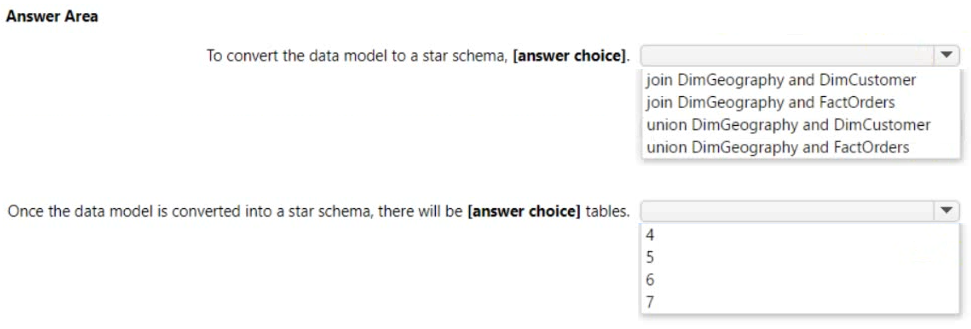 Answer Area
To convert the data model to a star schema, [answer choice].
join DimGeography and DimCustomer
join DimGeography and FactOrders
union DimGeography and DimCustomer
union DimGeography and FactOrders
Once the data model is converted into a star schema, there will be [answer choice] tables.
4
5
6
7